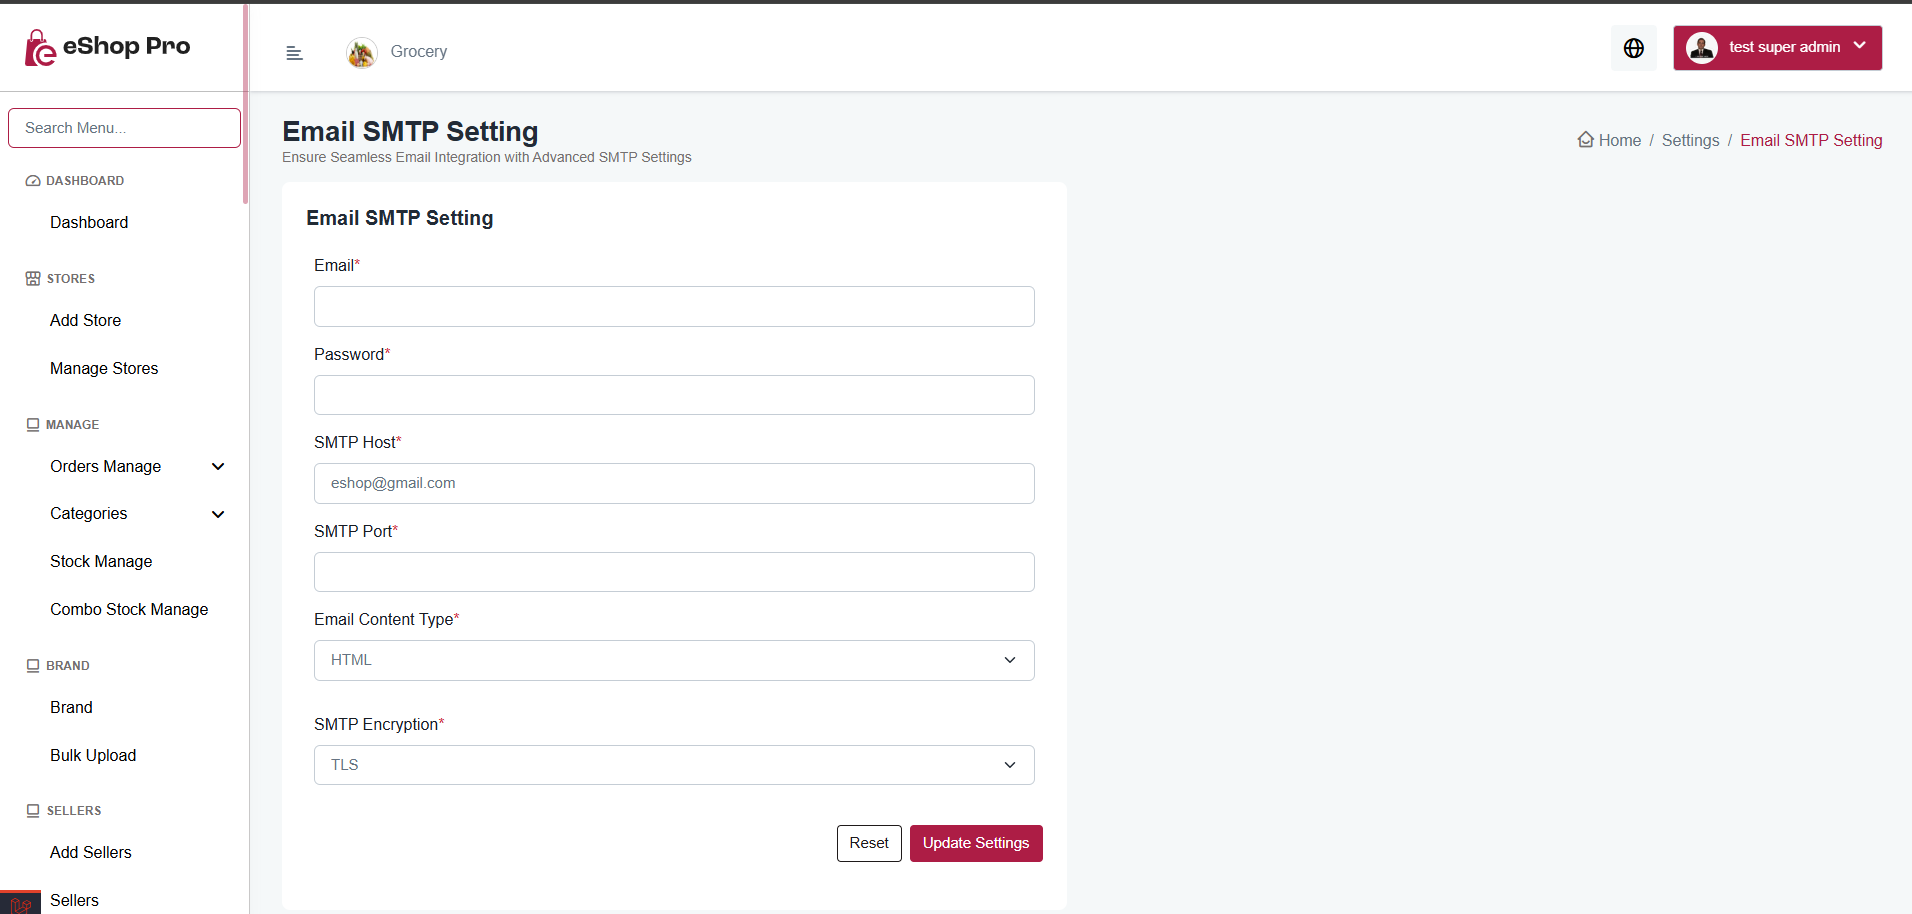 eShop Pro
Grocery
test super admin
Search Menu...
DASHBOARD
Dashboard
STORES
Add Store
Manage Stores
MANAGE
Orders Manage
Categories
Stock Manage
Combo Stock Manage
BRAND
Brand
Bulk Upload
SELLERS
Add Sellers
Sellers
Email SMTP Setting
Ensure Seamless Email Integration with Advanced SMTP Settings
Home / Settings / Email SMTP Setting
Email SMTP Setting
Email*
Password*
SMTP Host*
eshop@gmail.com
SMTP Port*
Email Content Type*
HTML
SMTP Encryption*
TLS
Reset
Update Settings